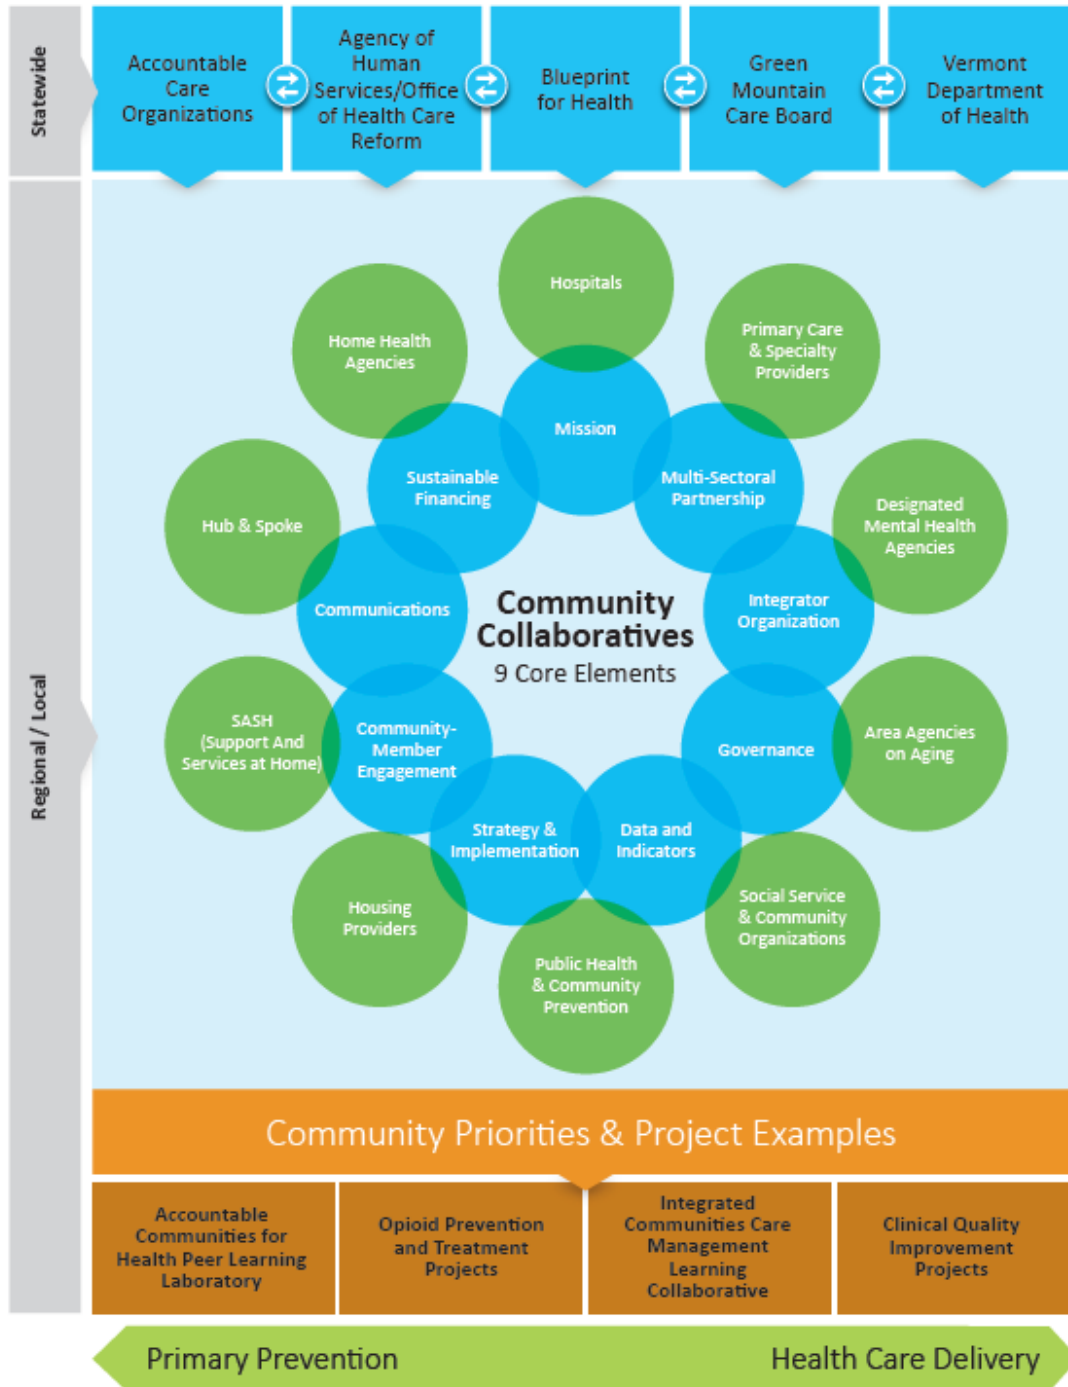 Statewide
Accountable
Care
Organizations
Agency of
Human
Services/Office
of Health Care
Reform
Blueprint
for Health
Green
Mountain
Care Board
Vermont
Department
of Health
Regional / Local
Hospitals
Home Health
Agencies
Primary Care
& Specialty
Providers
Mission
Sustainable
Financing
Multi-Sectoral
Partnership
Hub & Spoke
Designated
Mental Health
Agencies
Communications
Community
Collaboratives
9 Core Elements
Integrator
Organization
SASH
(Support And
Services at Home)
Community-
Member
Engagement
Governance
Area Agencies
on Aging
Strategy &
Implementation
Data and
Indicators
Housing
Providers
Social Service
& Community
Organizations
Public Health
& Community
Prevention
Community Priorities & Project Examples
Accountable
Communities for
Health Peer Learning
Laboratory
Opioid Prevention
and Treatment
Projects
Integrated
Communities Care
Management
Learning
Collaborative
Clinical Quality
Improvement
Projects
Primary Prevention
Health Care Delivery